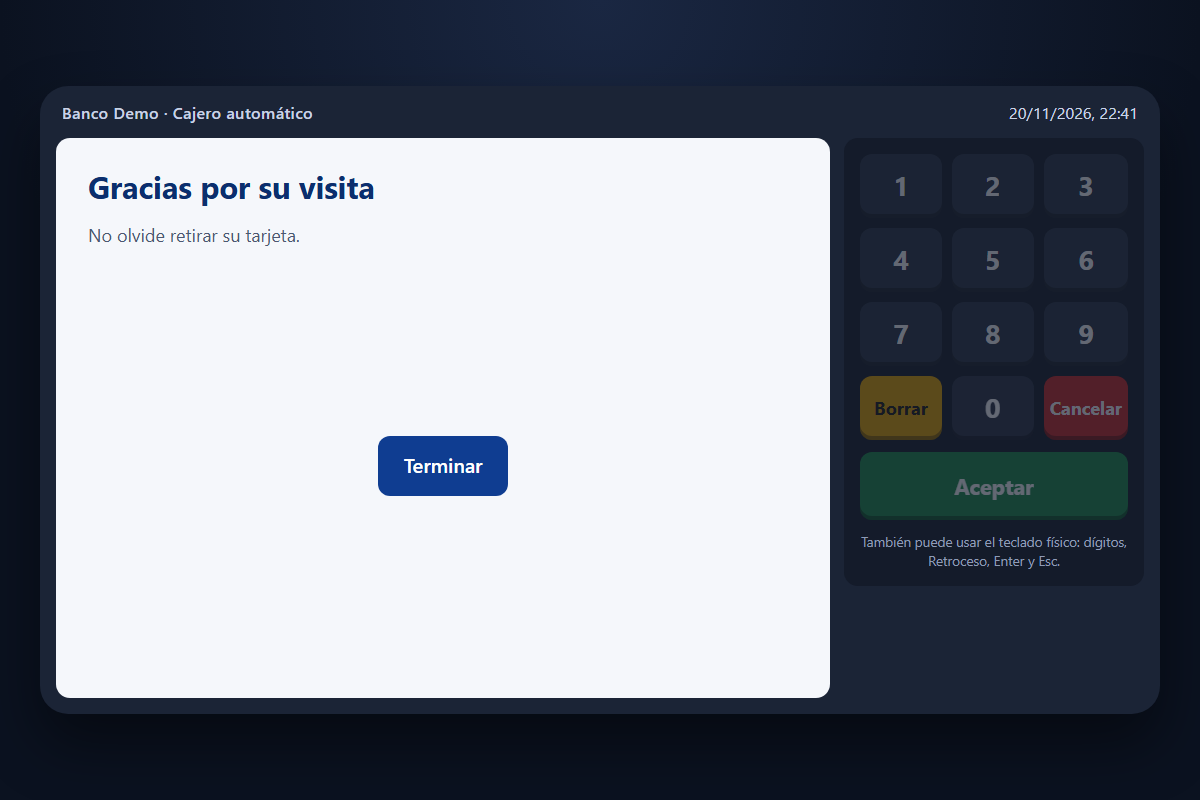 Banco Demo · Cajero automático
20/11/2026, 22:41
Gracias por su visita
No olvide retirar su tarjeta.
Terminar
1 2 3
4 5 6
7 8 9
Borrar 0 Cancelar
Aceptar
También puede usar el teclado físico: dígitos,
Retroceso, Enter y Esc.